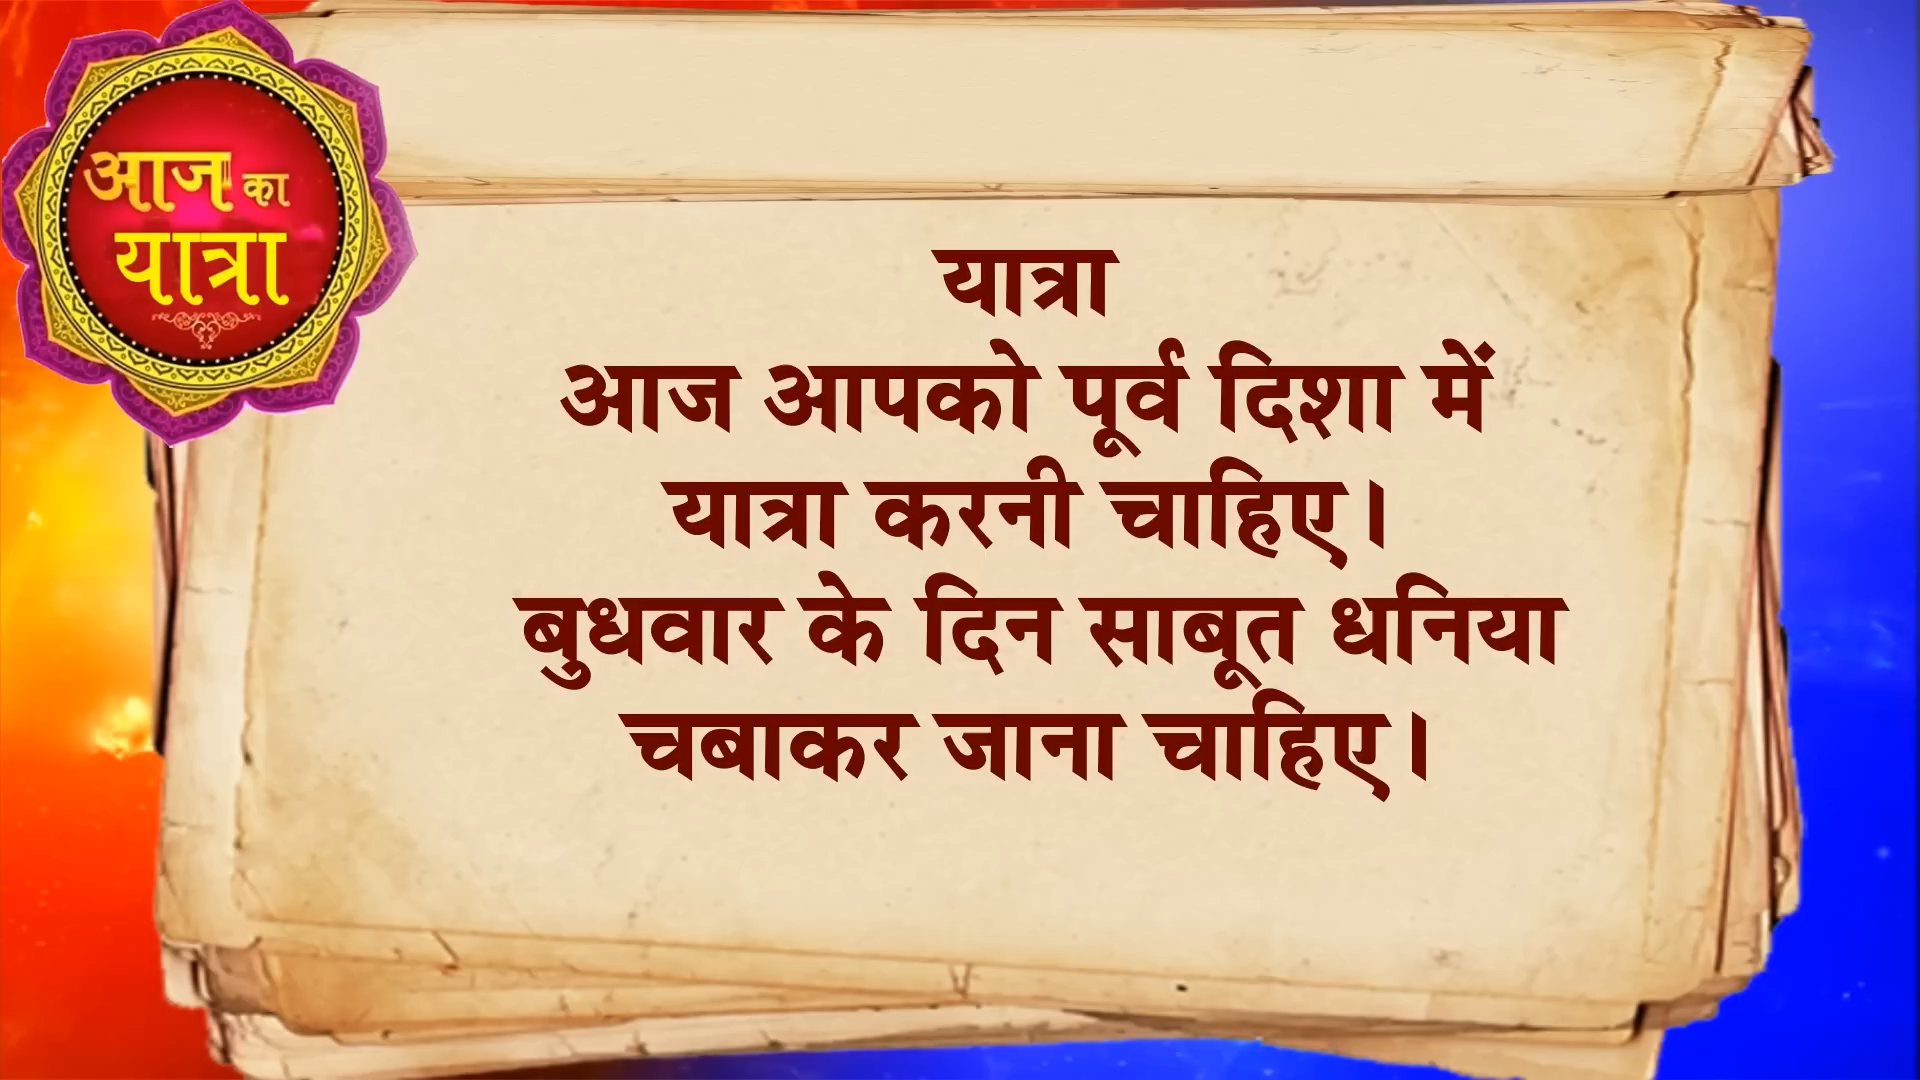 आज का
यात्रा
यात्रा
आज आपको पूर्व दिशा में
यात्रा करनी चाहिए।
बुधवार के दिन साबूत धनिया
चबाकर जाना चाहिए।